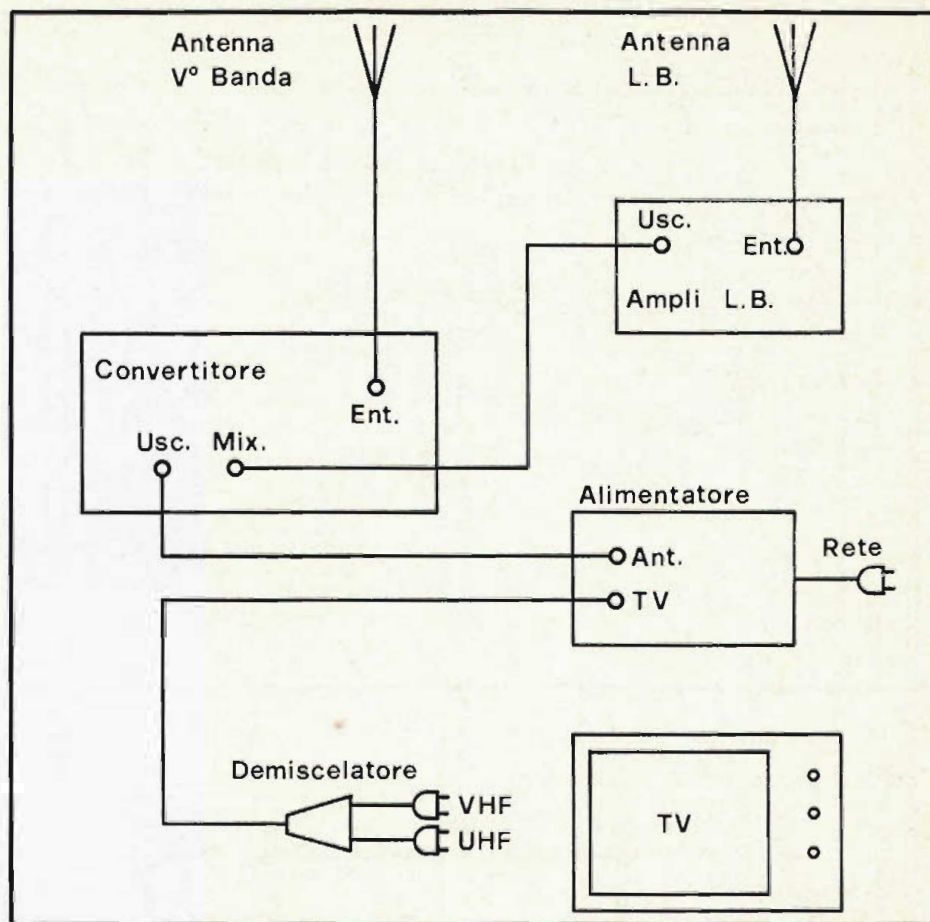 Antenna
V° Banda
Antenna
L.B.
Usc.
Ent.
Ampli L.B.
Convertitore
Ent.
Usc. Mix.
Alimentatore
Ant.
Rete
TV
Demiscelatore
VHF
UHF
TV